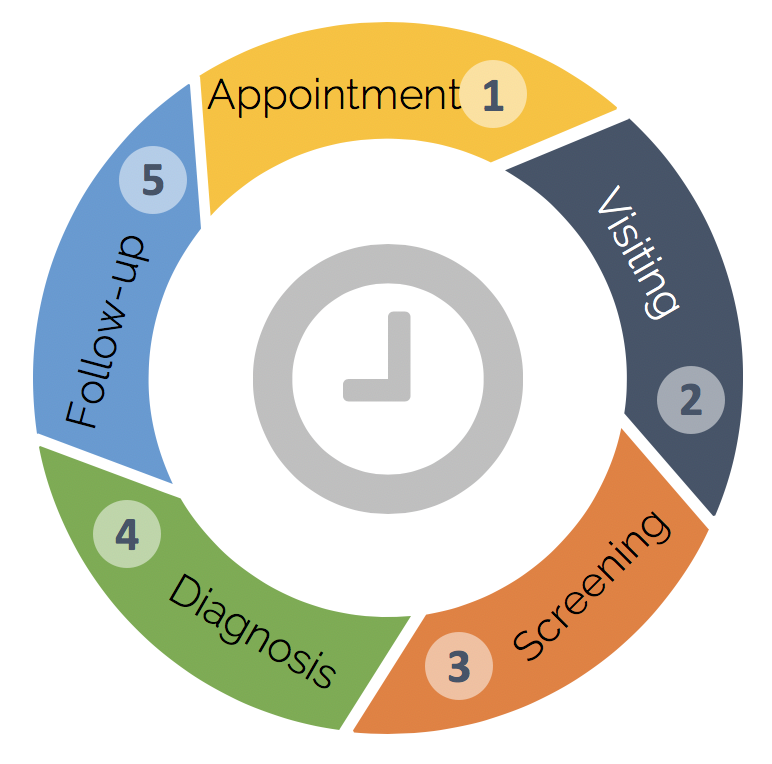 Appointment 1
Visiting
2
Screening
3
Diagnosis
4
Follow-up
5